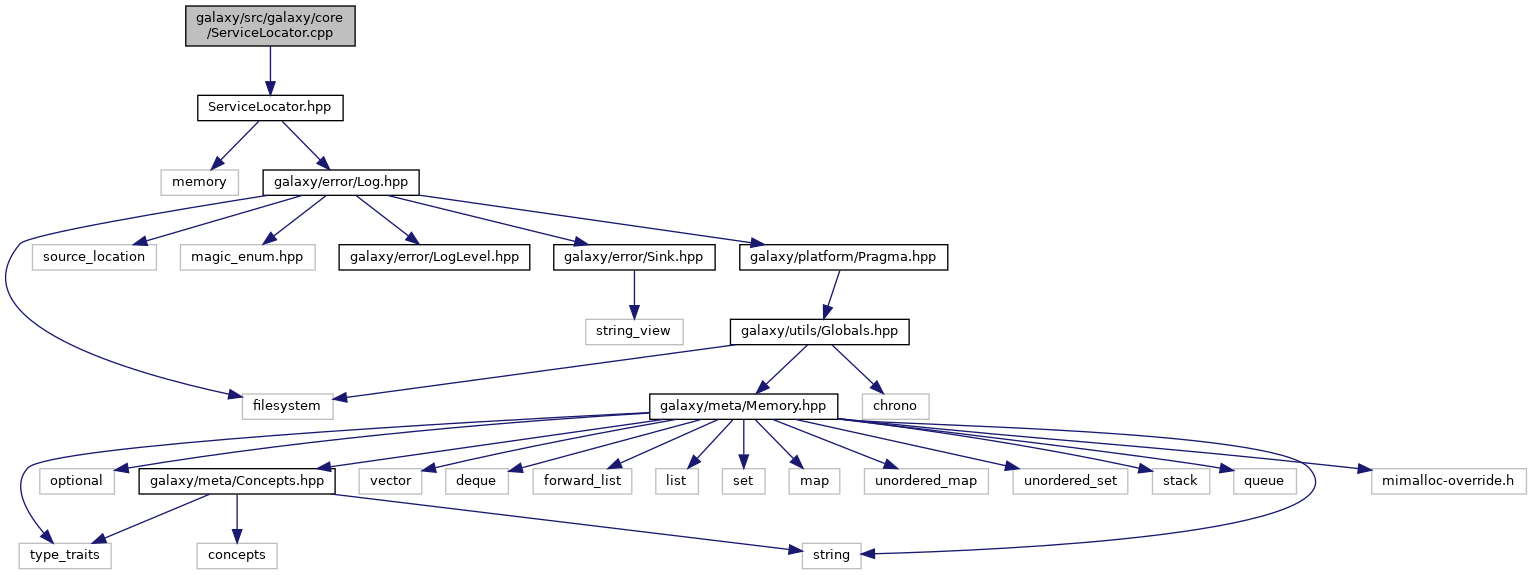 galaxy/src/galaxy/core
/ServiceLocator.cpp
ServiceLocator.hpp
memory
galaxy/error/Log.hpp
source_location
magic_enum.hpp
galaxy/error/LogLevel.hpp
galaxy/error/Sink.hpp
galaxy/platform/Pragma.hpp
string_view
galaxy/utils/Globals.hpp
filesystem
galaxy/meta/Memory.hpp
chrono
optional
galaxy/meta/Concepts.hpp
vector
deque
forward_list
list
set
map
unordered_map
unordered_set
stack
queue
mimalloc-override.h
type_traits
concepts
string